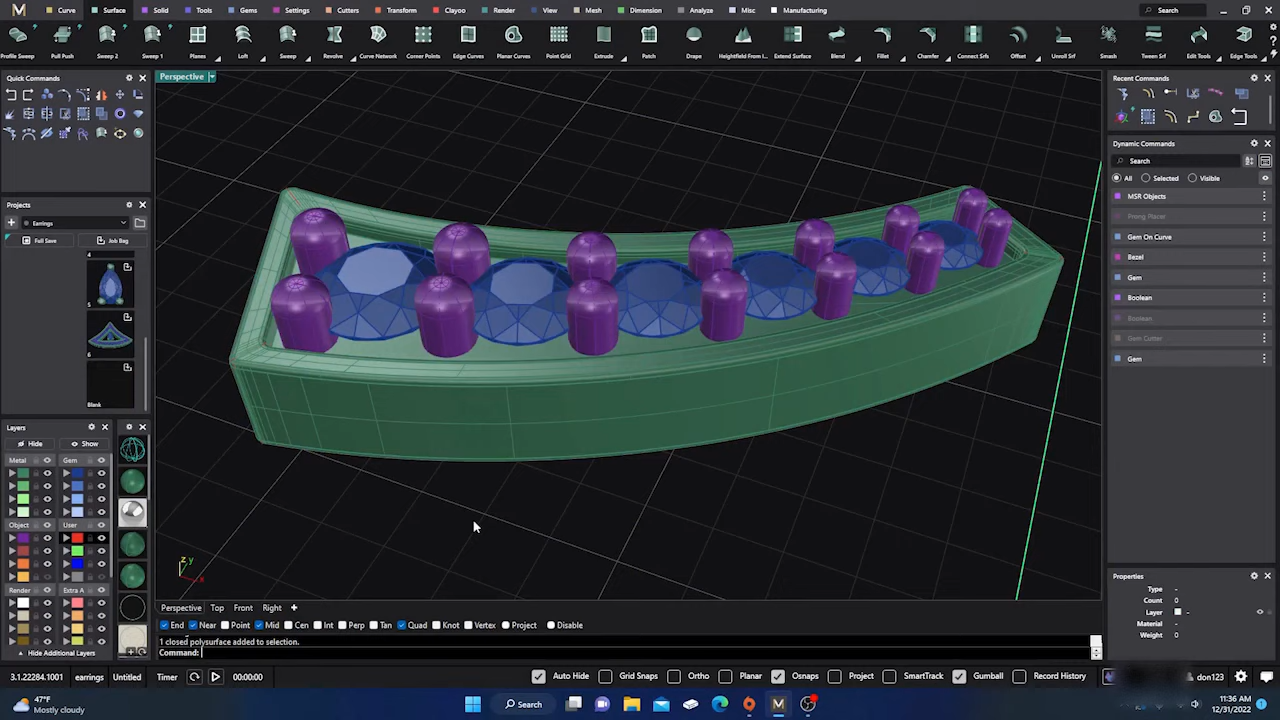 Curve Surface Solid Tools Gems Settings Cutters Transform Clayoo Render View Mesh Dimension Analyze Misc Manufacturing Search
Profile Sweep Pull Push Sweep 2 Sweep 1 Planes Loft Sweep Revolve Curve Network Corner Points Edge Curves Planar Curves Point Grid Extrude Patch Drape Heightfield From I... Extend Surface Blend Fillet Chamfer Connect Srfs Offset Unroll Srf Smash Tween Srf Edit Tools Edge Tools
Quick Commands
Perspective
Recent Commands
Dynamic Commands
Search
All Selected Visible
MSR Objects
Prong Placer
Gem On Curve
Bezel
Gem
Boolean
Boolean
Gem Cutter
Gem
Projects
Earrings
Full Save Job Bag
4
5
6
Blank
Layers
Hide Show
Metal Gem
Object User
Render Extra A
Hide Additional Layers
z y
x
Properties
Type -
Count 0
Layer -
Material -
Weight 0
Perspective Top Front Right
End Near Point Mid Cen Int Perp Tan Quad Knot Vertex Project Disable
1 closed polysurface added to selection.
Command:
3.1.22284.1001 earrings Untitled Timer 00:00:00 Auto Hide Grid Snaps Ortho Planar Osnaps Project SmartTrack Gumball Record History don123
47°F
Mostly cloudy
Search
11:36 AM
12/31/2022